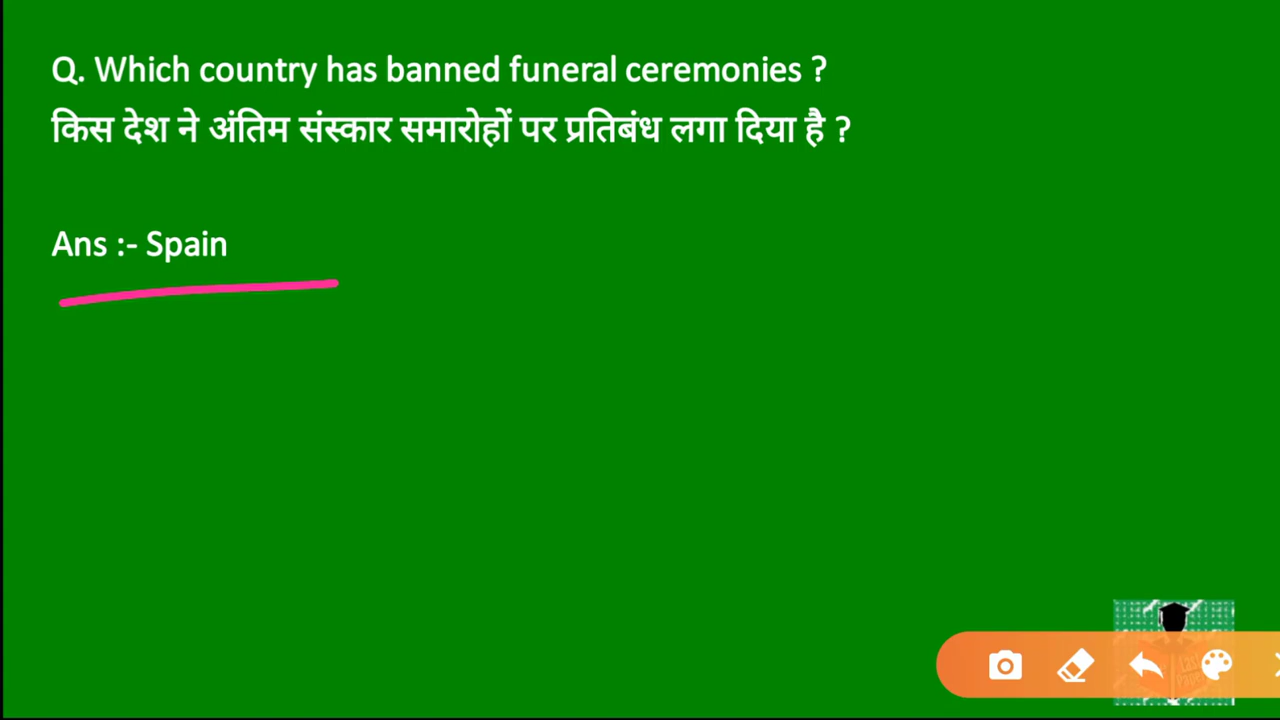 Q. Which country has banned funeral ceremonies ?
किस देश ने अंतिम संस्कार समारोहों पर प्रतिबंध लगा दिया है ?
Ans :- Spain